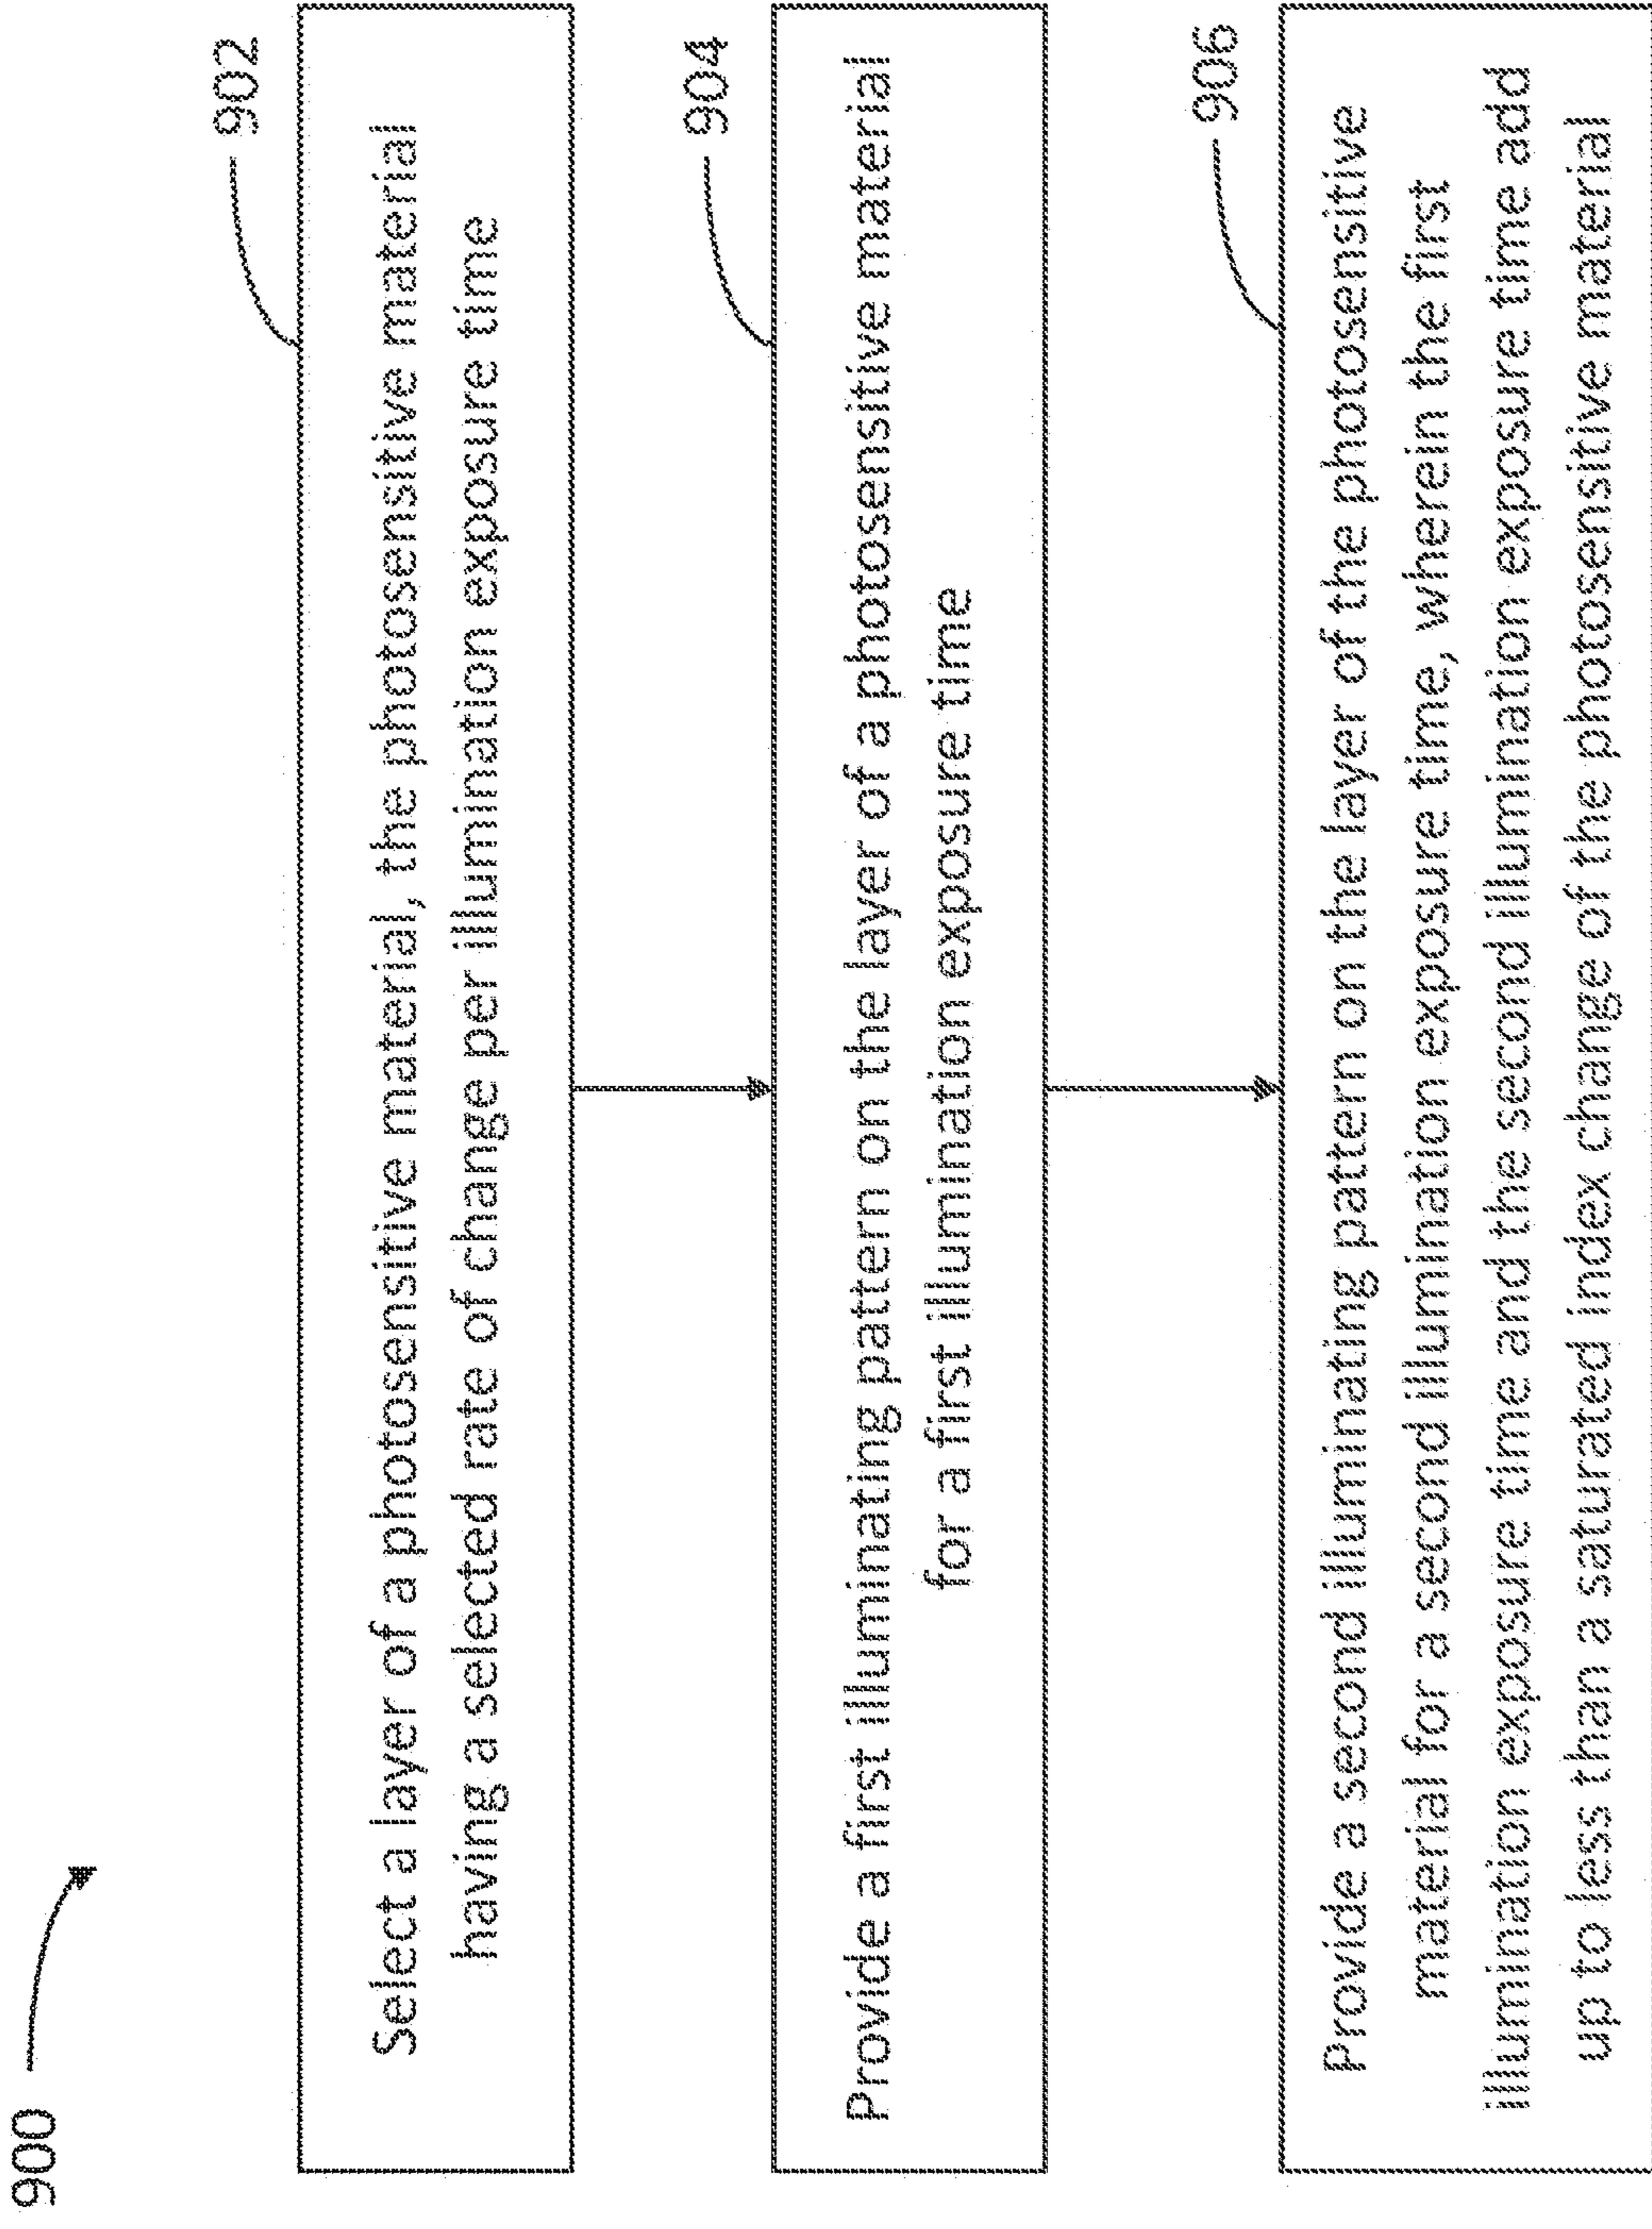 900
902
Select a layer of a photosensitive material, the photosensitive material
having a selected rate of change per illumination exposure time
904
Provide a first illuminating pattern on the layer of a photosensitive material
for a first illumination exposure time
906
Provide a second illuminating pattern on the layer of the photosensitive
material for a second illumination exposure time, wherein the first
illumination exposure time and the second illumination exposure time add
up to less than a saturated index change of the photosensitive material